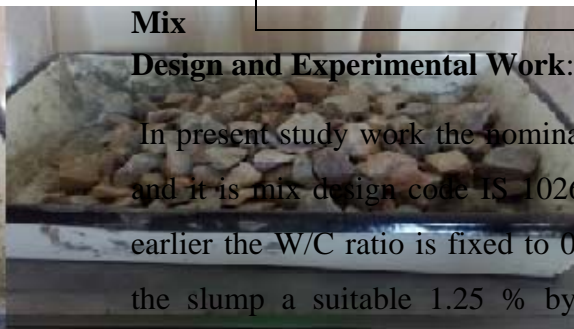 Mix
Design and Experimental Work:
In present study work the nomina
and it is mix design code IS 1026
earlier the W/C ratio is fixed to 0
the slump a suitable 1.25 % by